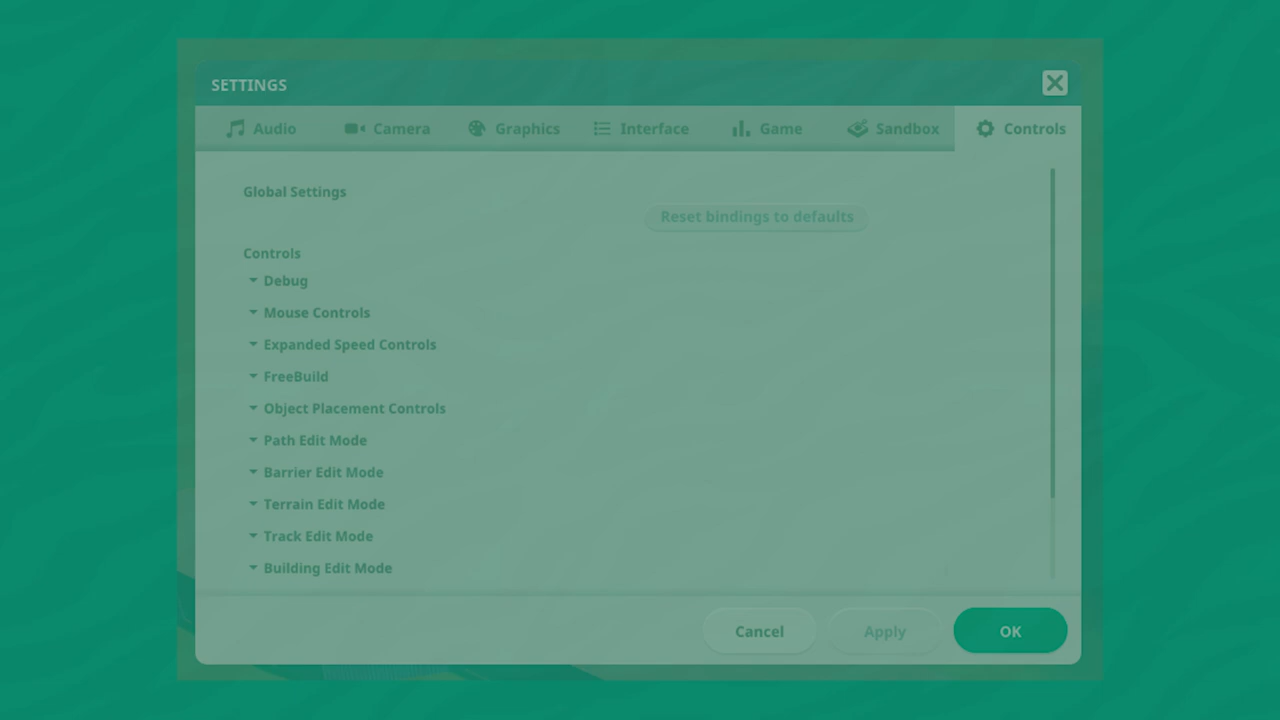 SETTINGS
Audio Camera Graphics Interface Game Sandbox Controls
Global Settings
Reset bindings to defaults
Controls
Debug
Mouse Controls
Expanded Speed Controls
FreeBuild
Object Placement Controls
Path Edit Mode
Barrier Edit Mode
Terrain Edit Mode
Track Edit Mode
Building Edit Mode
Cancel Apply OK